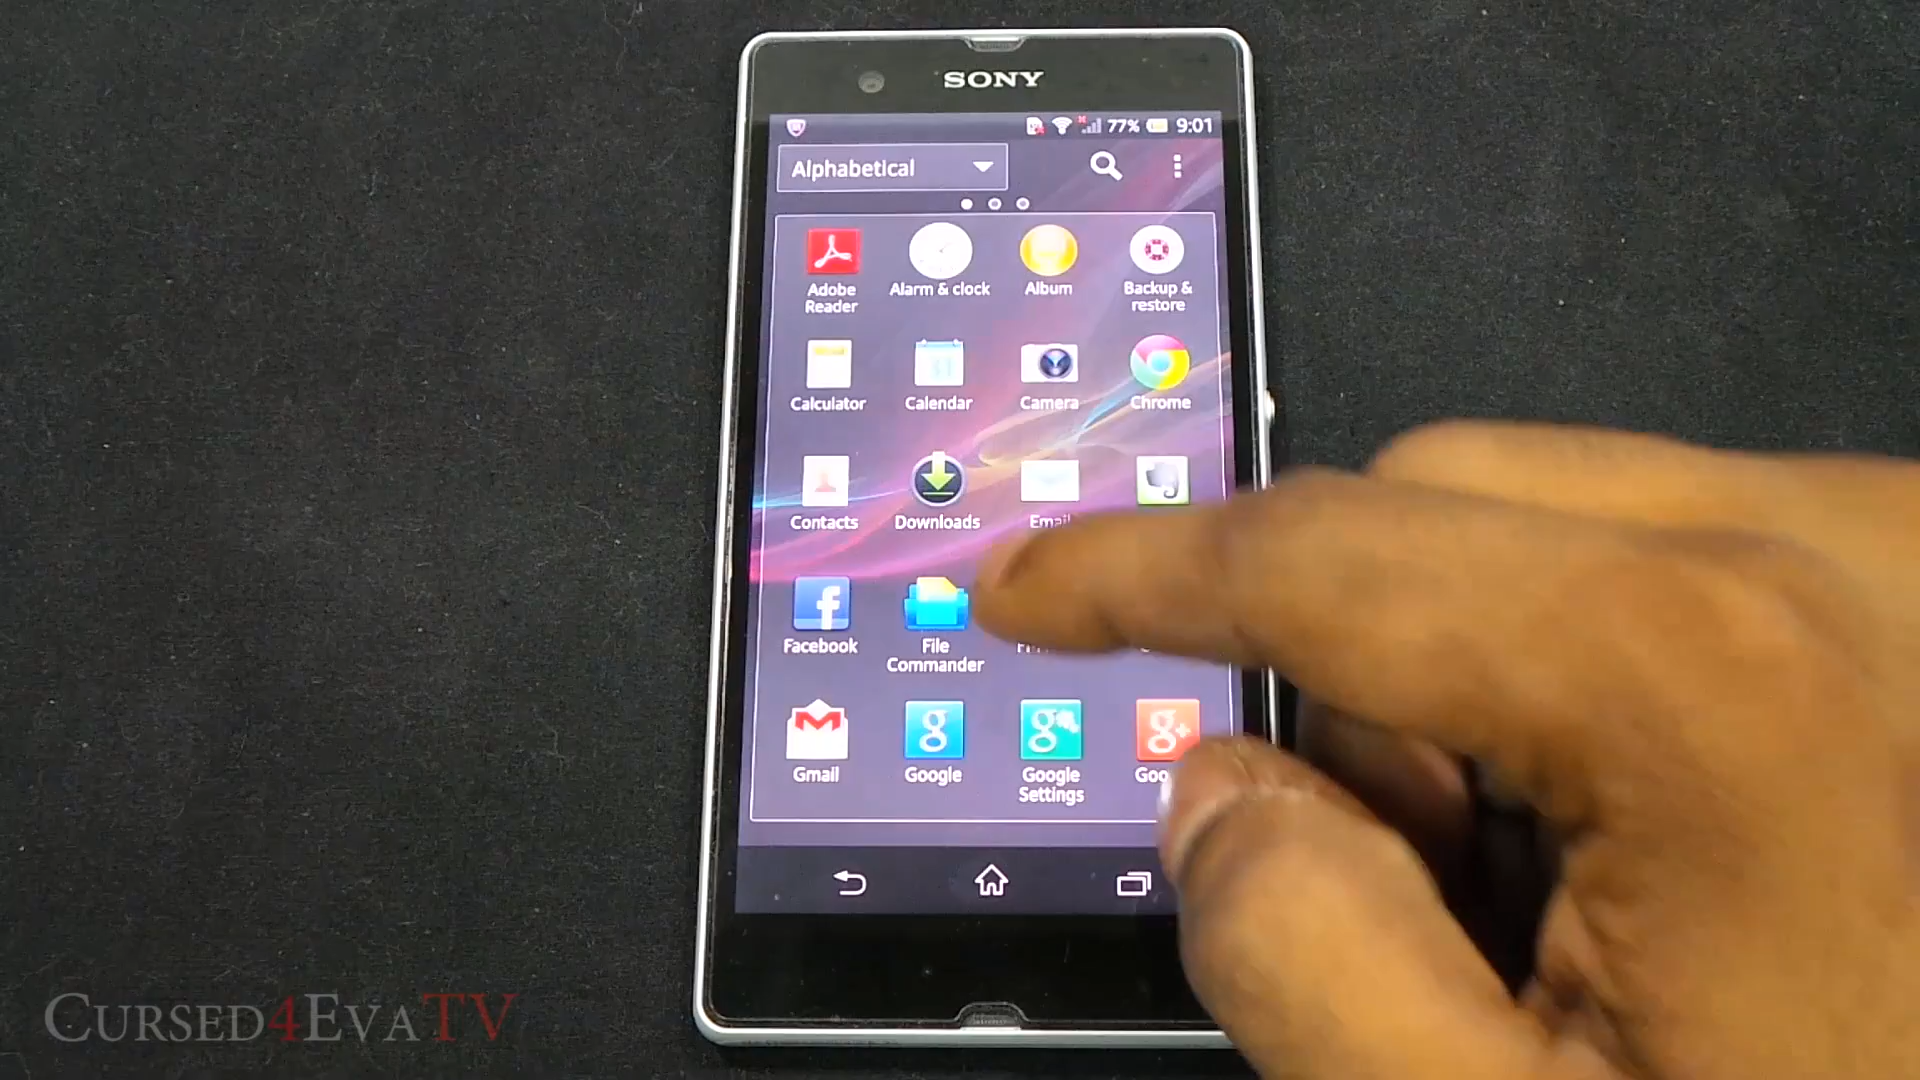 SONY
77% 9:01
Alphabetical
Adobe
Reader
Alarm & clock
Album
Backup &
restore
Calculator
Calendar
Camera
Chrome
Contacts
Downloads
Email
Facebook
File
Commander
Gmail
Google
Google
Settings
CURSED4EVATV